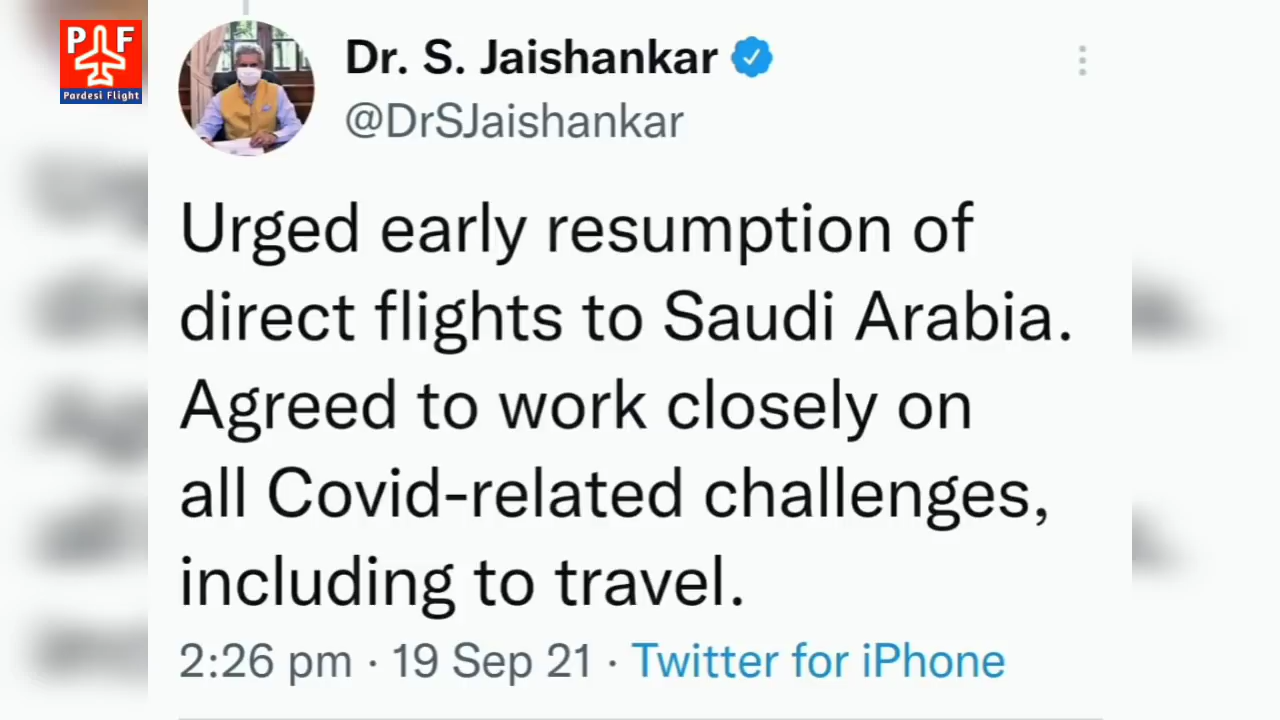 P F
Pardesi Flight
Dr. S. Jaishankar
@DrSJaishankar
Urged early resumption of
direct flights to Saudi Arabia.
Agreed to work closely on
all Covid-related challenges,
including to travel.
2:26 pm · 19 Sep 21 · Twitter for iPhone